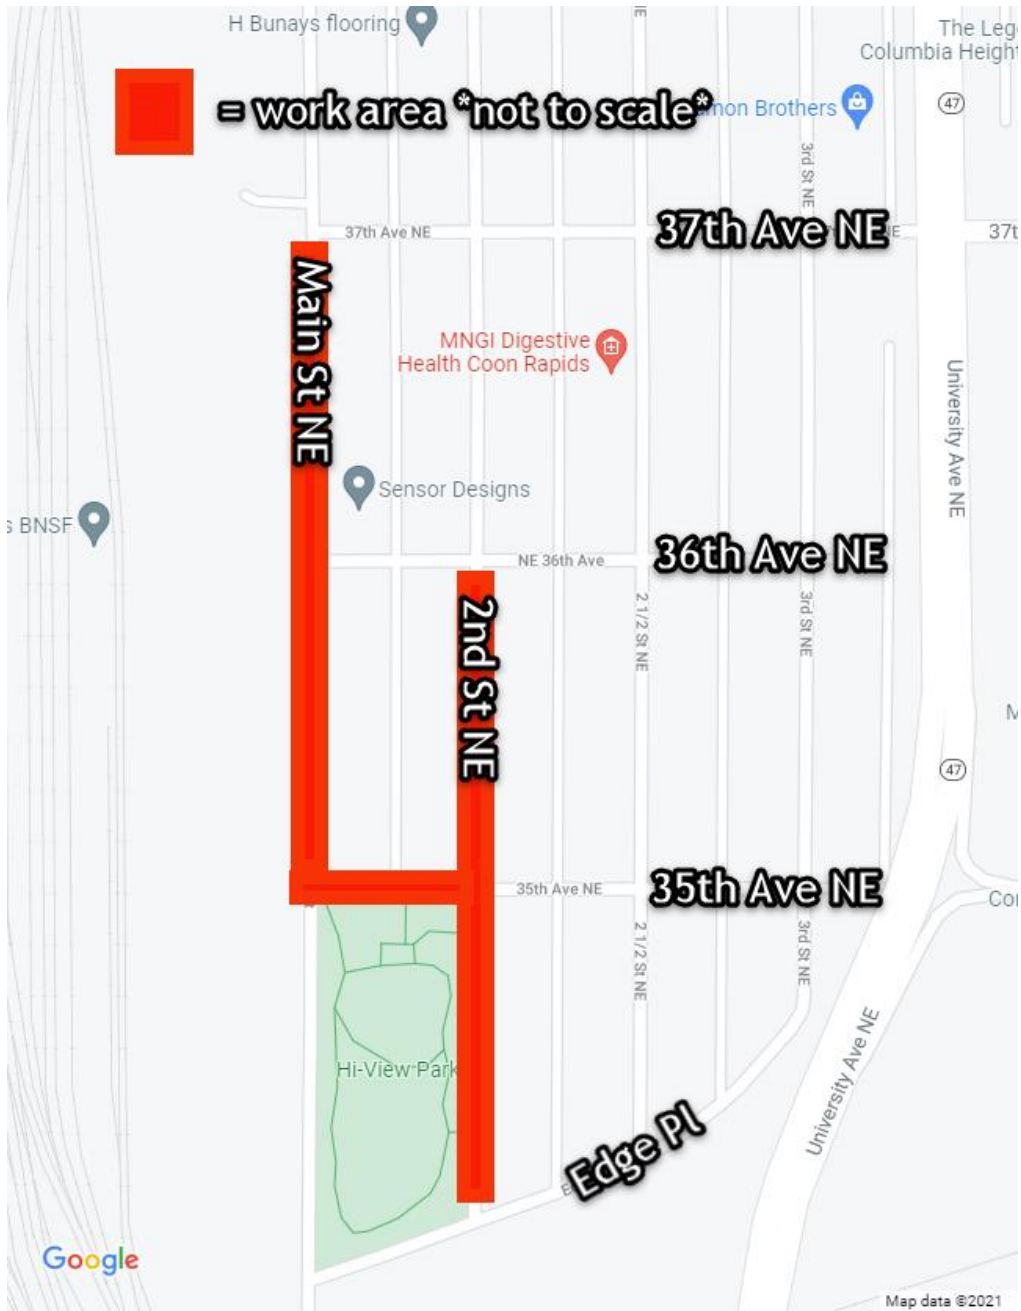 H Bunays flooring
The Leg
Columbia Height
= work area *not to scale*
mon Brothers
47
3rd St NE
37th Ave NE
37th Ave NE
NE
37t
Main St NE
MNGI Digestive
Health Coon Rapids
University Ave NE
Sensor Designs
s BNSF
NE 36th Ave
36th Ave NE
2nd St NE
2 1/2 St NE
3rd St NE
M
47
35th Ave NE
35th Ave NE
Cor
2 1/2 St NE
3rd St NE
Hi-View Park
University Ave NE
Edge Pl
Google
Map data ©2021